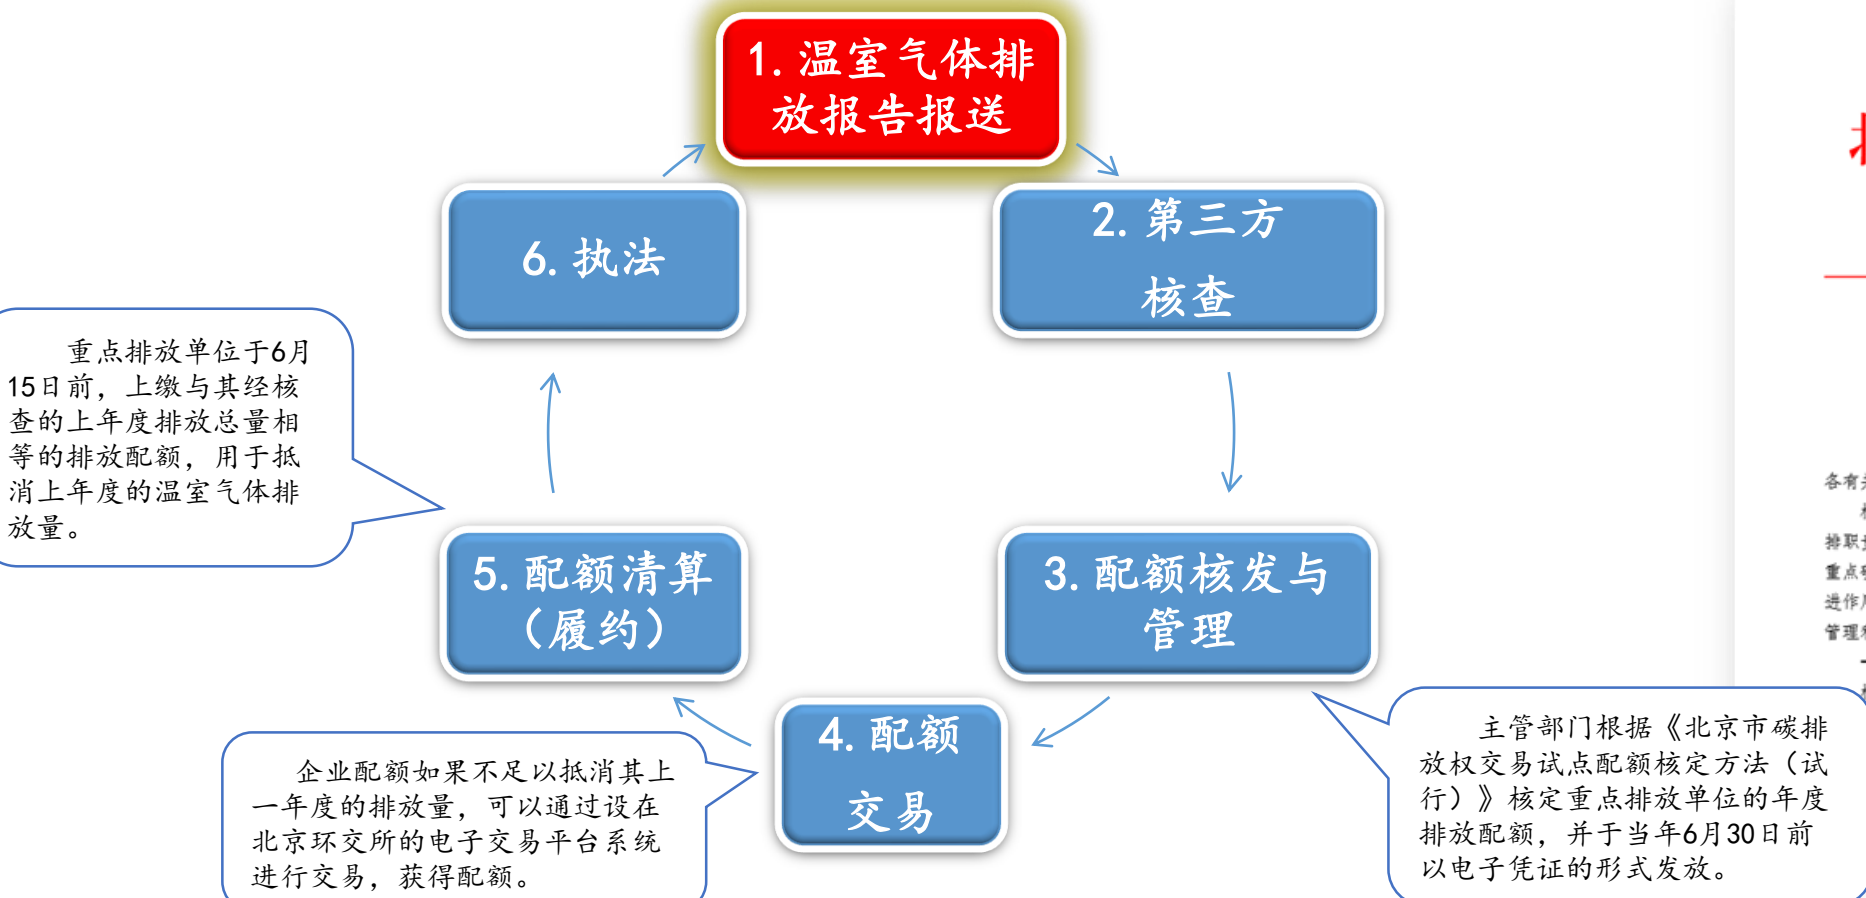 1. 温室气体排
放报告报送
2. 第三方
核查
3. 配额核发与
管理
4. 配额
交易
5. 配额清算
（履约）
6. 执法
重点排放单位于6月
15日前，上缴与其经核
查的上年度排放总量相
等的排放配额，用于抵
消上年度的温室气体排
放量。
企业配额如果不足以抵消其上
一年度的排放量，可以通过设在
北京环交所的电子交易平台系统
进行交易，获得配额。
主管部门根据《北京市碳排
放权交易试点配额核定方法（试
行）》核定重点排放单位的年度
排放配额，并于当年6月30日前
以电子凭证的形式发放。
各有
排职
重点
进作
管理